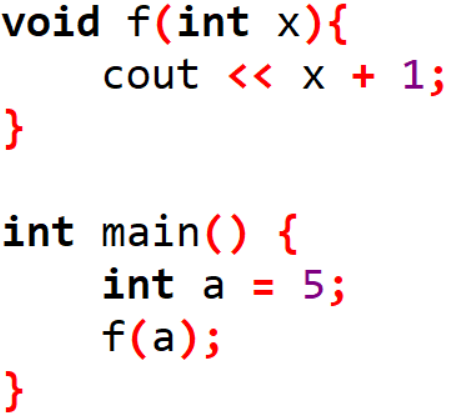 void f(int x){
    cout << x + 1;
}

int main() {
    int a = 5;
    f(a);
}